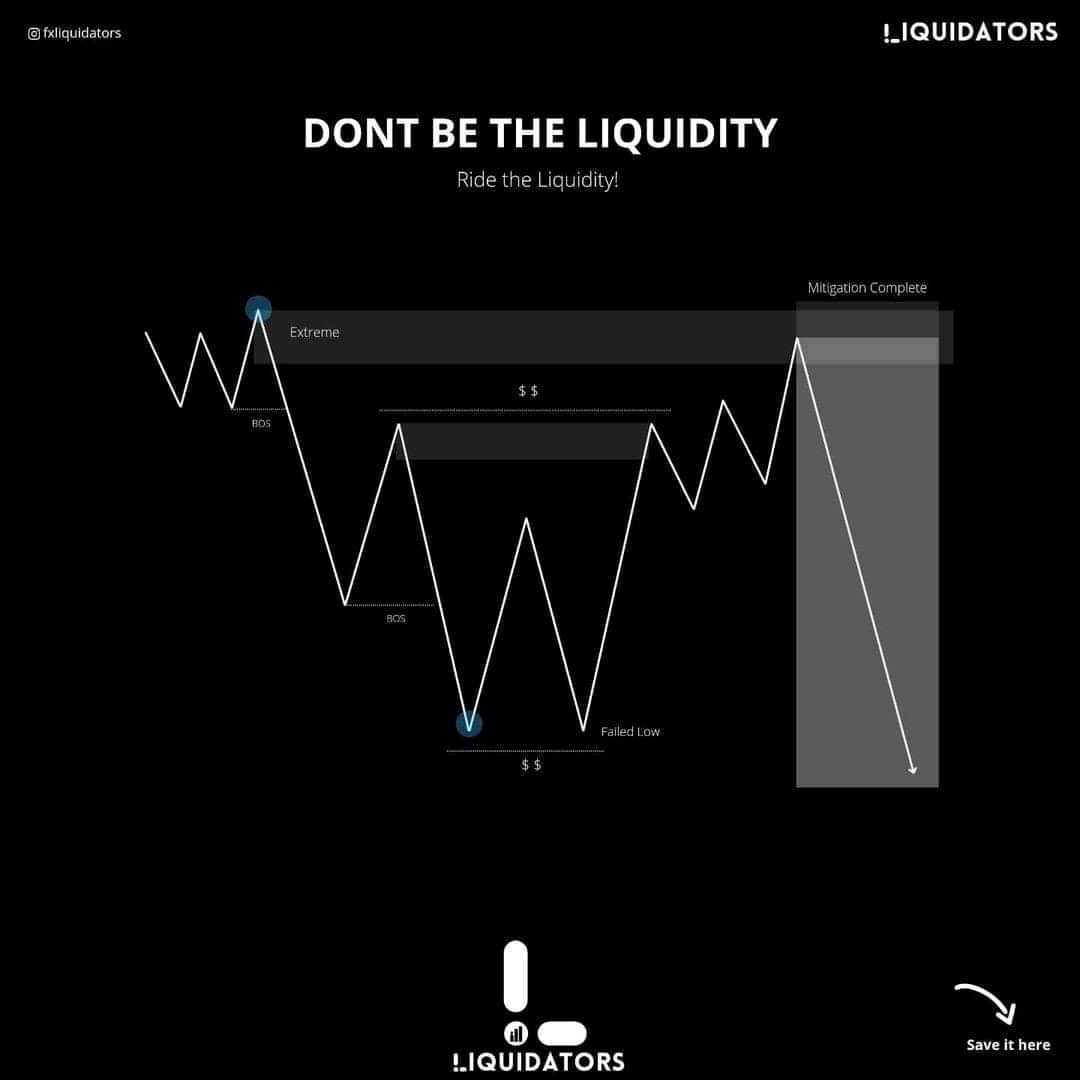 fxliquidators
LIQUIDATORS
DONT BE THE LIQUIDITY
Ride the Liquidity!
Mitigation Complete
Extreme
$ $
BOS
BOS
Failed Low
$ $
Save it here
LIQUIDATORS